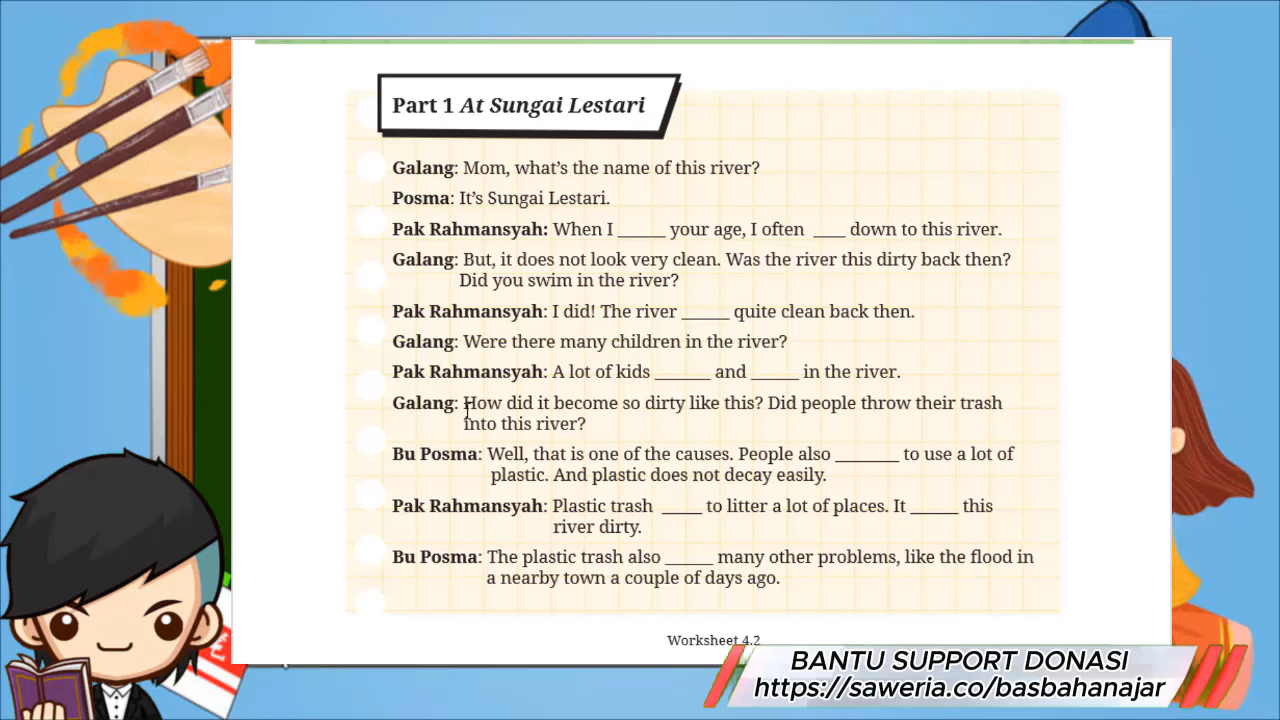 Part 1 At Sungai Lestari
Galang: Mom, what's the name of this river?
Posma: It's Sungai Lestari.
Pak Rahmansyah: When I ______ your age, I often ____ down to this river.
Galang: But, it does not look very clean. Was the river this dirty back then?
Did you swim in the river?
Pak Rahmansyah: I did! The river ______ quite clean back then.
Galang: Were there many children in the river?
Pak Rahmansyah: A lot of kids _______ and ______ in the river.
Galang: How did it become so dirty like this? Did people throw their trash
into this river?
Bu Posma: Well, that is one of the causes. People also ________ to use a lot of
plastic. And plastic does not decay easily.
Pak Rahmansyah: Plastic trash _____ to litter a lot of places. It ______ this
river dirty.
Bu Posma: The plastic trash also ______ many other problems, like the flood in
a nearby town a couple of days ago.
Worksheet 4.2
BANTU SUPPORT DONASI
https://saweria.co/basbahanajar